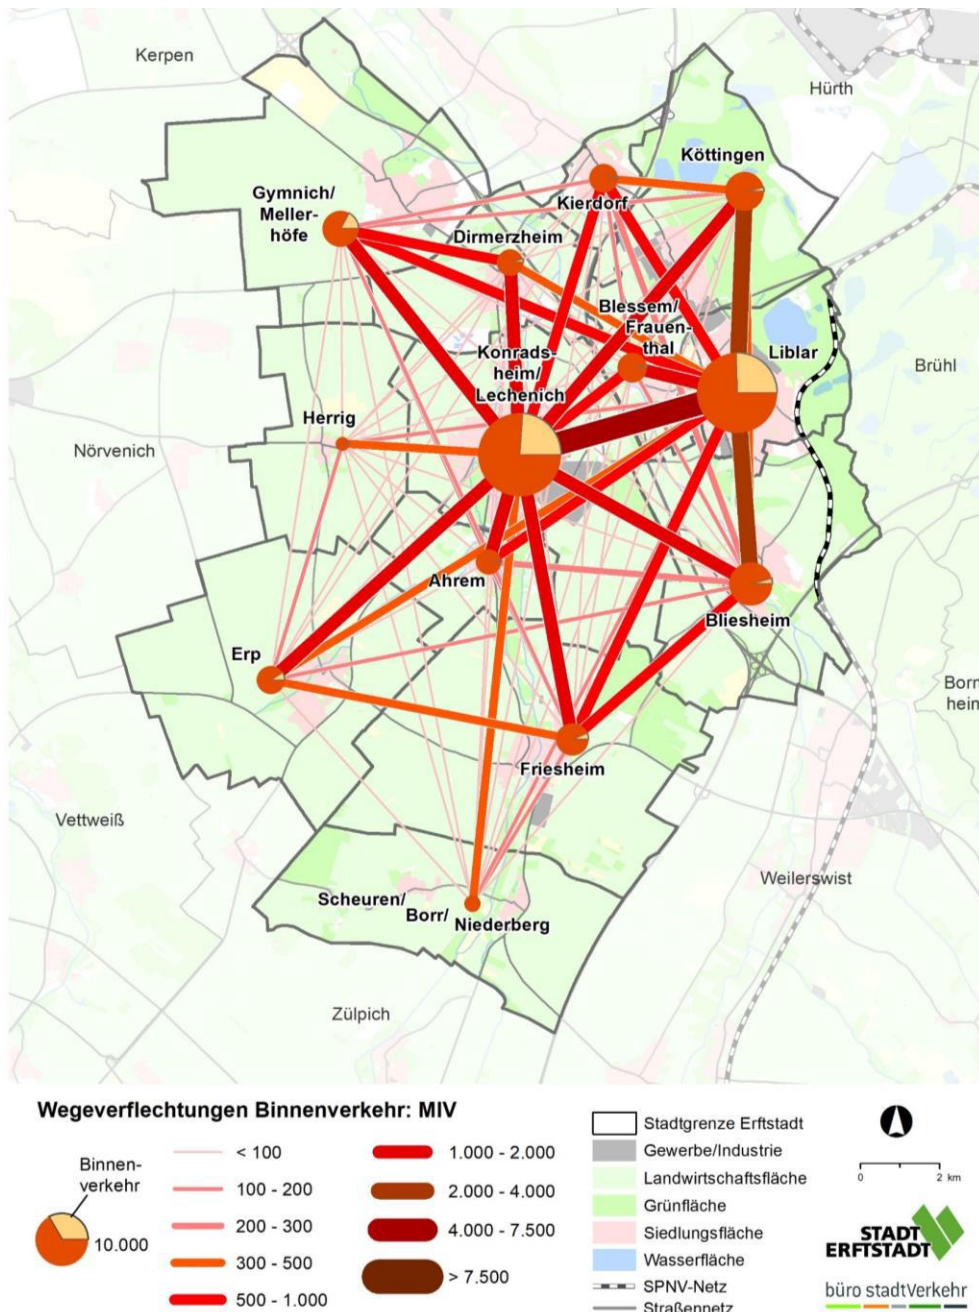 Kerpen
Hürth
Köttingen
Gymnich/
Meller-
höfe
Kierdorf
Dirmerzheim
Blessem/
Frauen-
thal
Liblar
Konrads-
heim/
Lechenich
Brühl
Herrig
Nörvenich
Ahrem
Bliesheim
Erp
Born
heim
Friesheim
Vettweiß
Weilerswist
Scheuren/
Borr/
Niederberg
Zülpich
Wegeverflechtungen Binnenverkehr: MIV
Binnen-
verkehr
10.000
< 100
100 - 200
200 - 300
300 - 500
500 - 1.000
1.000 - 2.000
2.000 - 4.000
4.000 - 7.500
> 7.500
Stadtgrenze Erftstadt
Gewerbe/Industrie
Landwirtschaftsfläche
Grünfläche
Siedlungsfläche
Wasserfläche
SPNV-Netz
Straßennetz
0 2 km
STADT
ERFTSTADT
büro stadtVerkehr